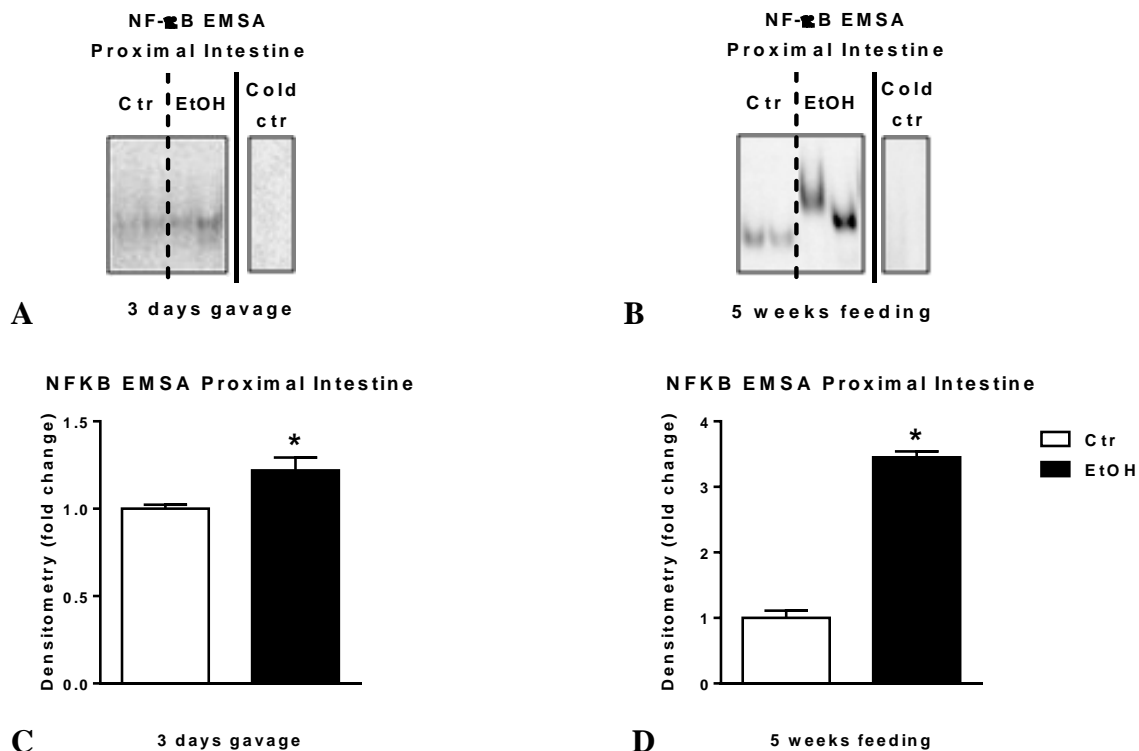 NF-κB EMSA
Proximal Intestine
Ctr EtOH Cold
ctr
3 days gavage
A
NF-κB EMSA
Proximal Intestine
Ctr EtOH Cold
ctr
5 weeks feeding
B
NFKB EMSA Proximal Intestine
Densitometry (fold change)
1.5
1.0
0.5
0.0
*
3 days gavage
C
NFKB EMSA Proximal Intestine
Densitometry (fold change)
4
3
2
1
0
*
Ctr
EtOH
5 weeks feeding
D